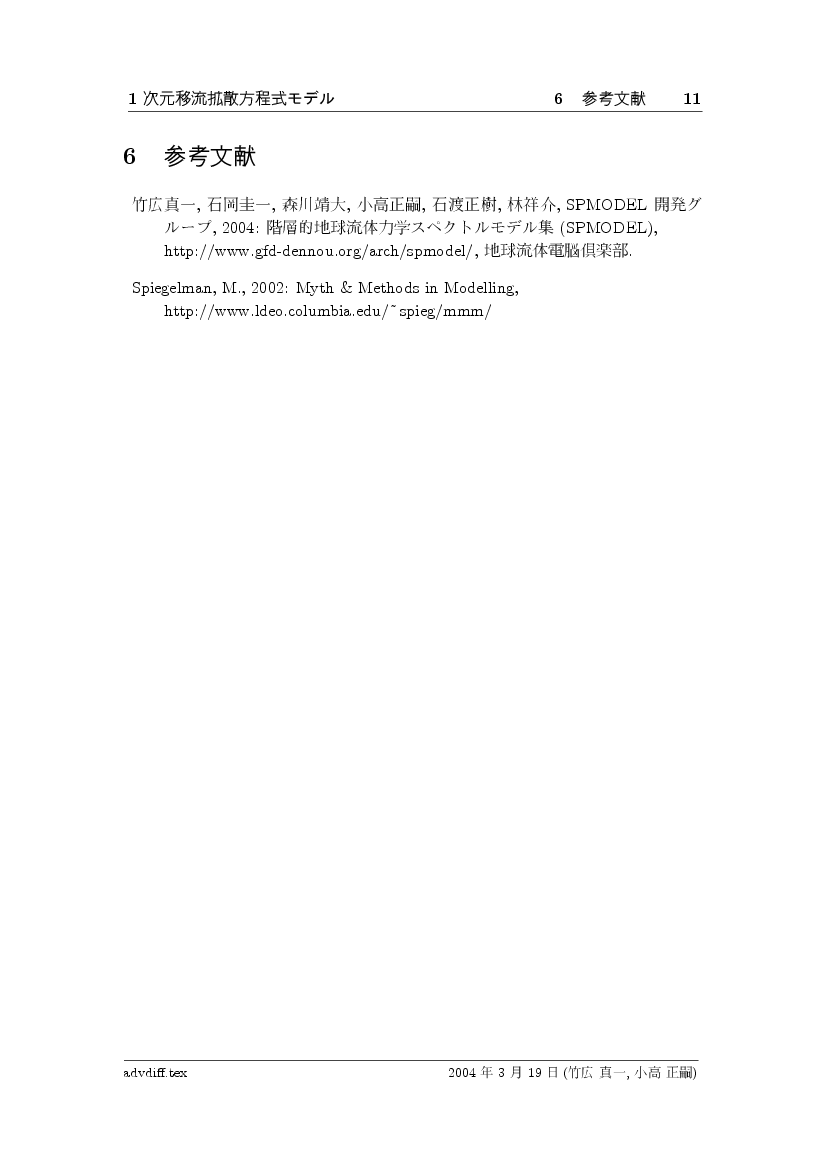 1 次元移流拡散方程式モデル 6 参考文献 11
6 参考文献
竹広真一, 石岡圭一, 森川靖大, 小高正嗣, 石渡正樹, 林祥介, SPMODEL 開発グ
ループ, 2004: 階層的地球流体力学スペクトルモデル集 (SPMODEL),
http://www.gfd-dennou.org/arch/spmodel/, 地球流体電脳倶楽部.
Spiegelman, M., 2002: Myth & Methods in Modelling,
http://www.ldeo.columbia.edu/~spieg/mmm/
advdiff.tex 2004 年 3 月 19 日 (竹広 真一, 小高 正嗣)